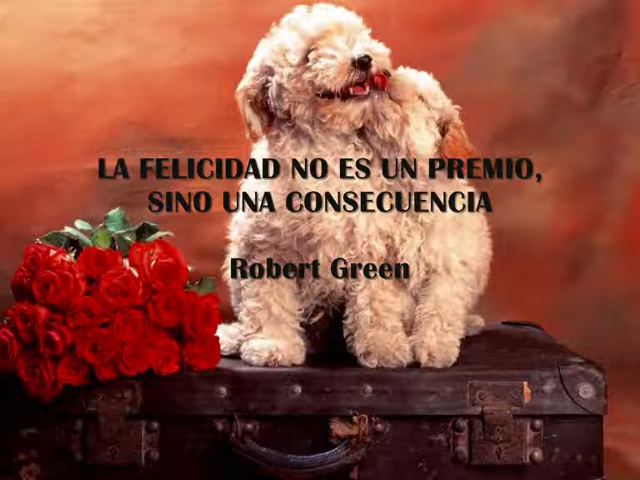 LA FELICIDAD NO ES UN PREMIO,
SINO UNA CONSECUENCIA
Robert Green